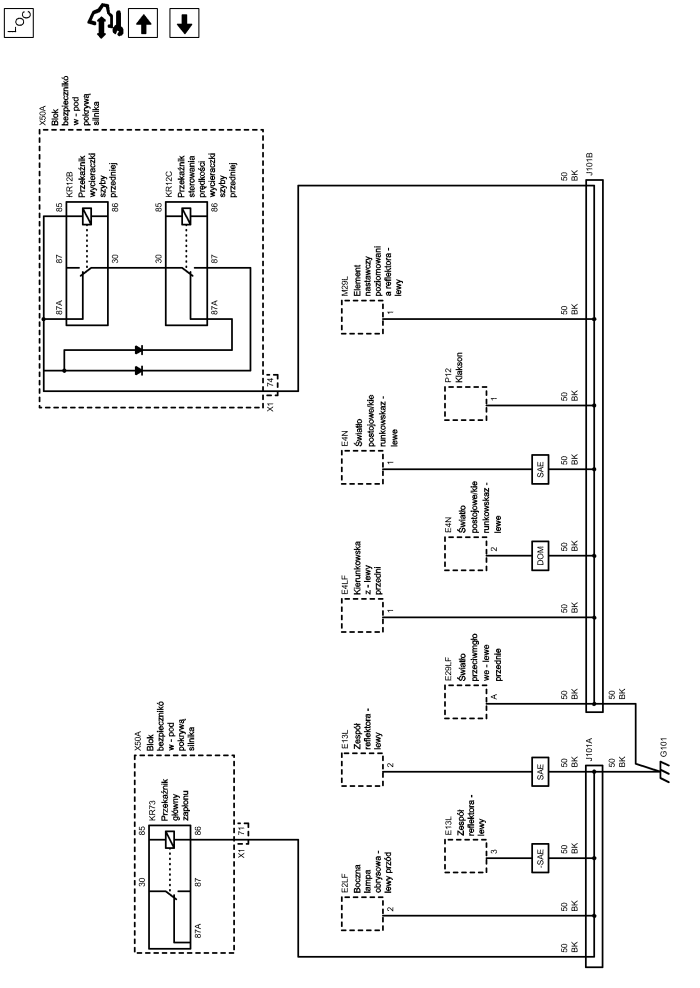 LOC
X50A
Blok
bezpiecznikó
w - pod
pokrywą
silnika
KR12B
Przekaźnik
wycieraczki
szyby
przedniej
85
86
87
30
87A
KR12C
Przekaźnik
sterowania
prędkości
wycieraczki
szyby
przedniej
85
86
30
87
87A
X1
74
50
BK
J101B
M29L
Element
nastawczy
poziomowani
a reflektora -
lewy
1
50
BK
P12
Klakson
1
50
BK
E4N
Światło
postojowe/kie
runkowskaz -
lewe
1
SAE
50
BK
E4N
Światło
postojowe/kie
runkowskaz -
lewe
2
DOM
50
BK
E4LF
Kierunkowska
z - lewy
przedni
1
50
BK
E29LF
Światło
przeciwmgło
we - lewe
przednie
A
50
BK
50
BK
X50A
Blok
bezpiecznikó
w - pod
pokrywą
silnika
KR73
Przekaźnik
główny
zapłonu
85
86
30
87
87A
X1
71
E13L
Zespół
reflektora -
lewy
2
SAE
50
BK
J101A
50
BK
G101
E13L
Zespół
reflektora -
lewy
3
-SAE
50
BK
E2LF
Boczna
lampa
obrysowa -
lewy przód
2
50
BK
50
BK